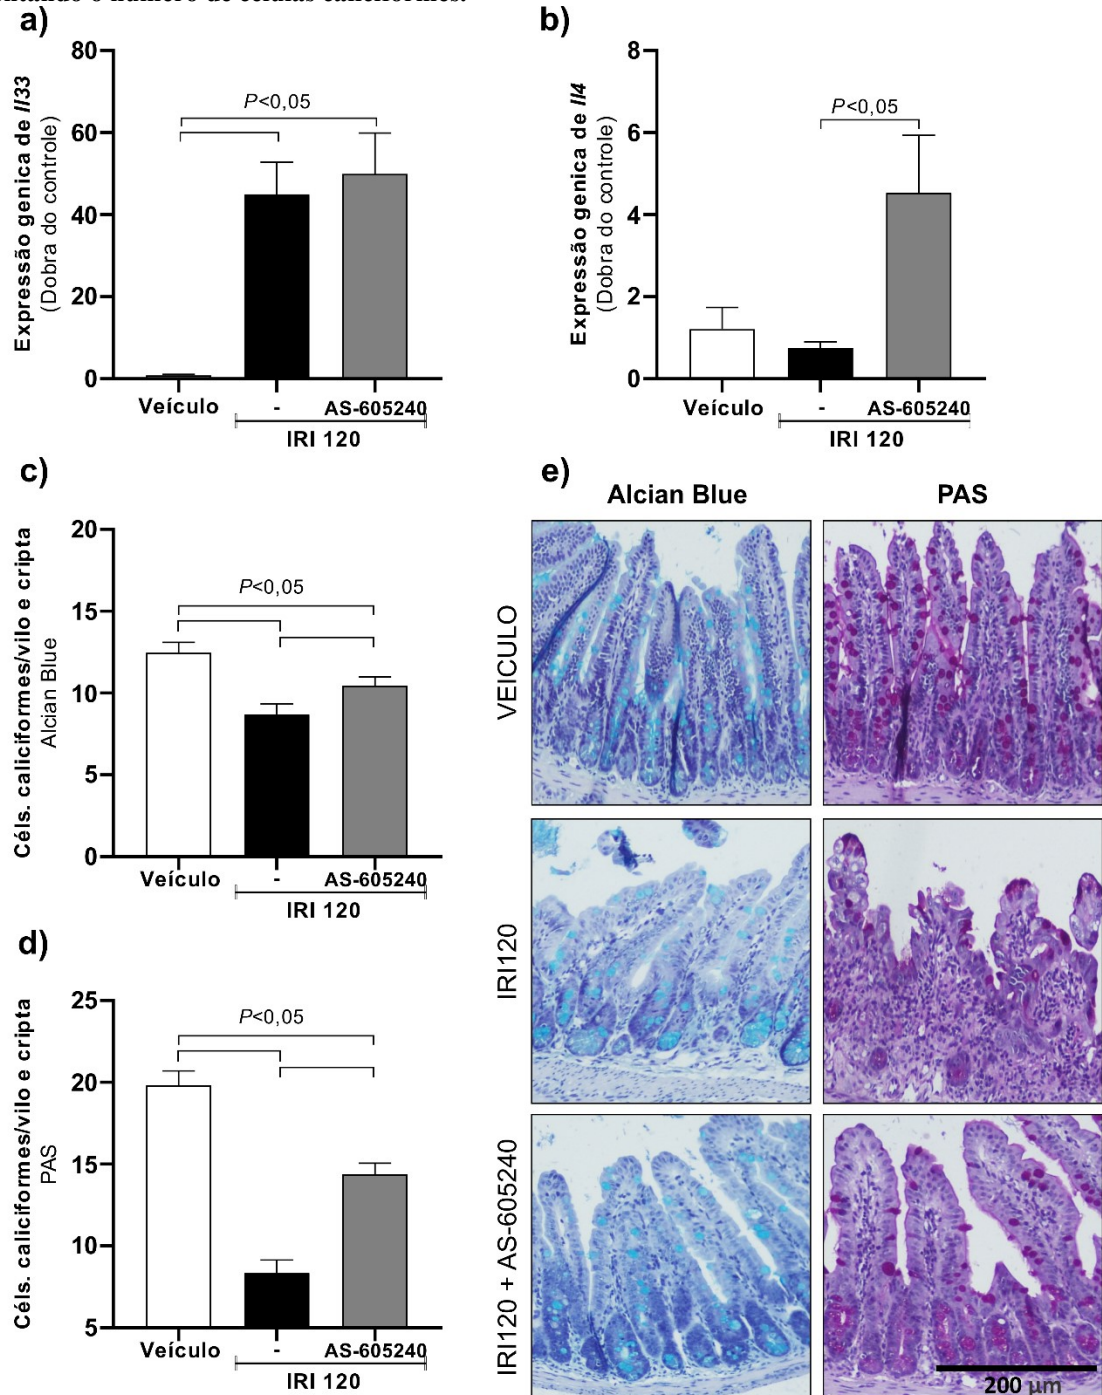 número de células caliciformes.
a)
80
60
40
20
0
Expressão genica de Il33
(Dobra do controle)
P<0,05
Veículo
-
AS-605240
IRI 120
b)
8
6
4
2
0
Expressão genica de Il4
(Dobra do controle)
P<0,05
Veículo
-
AS-605240
IRI 120
c)
20
15
10
5
0
Céls. caliciformes/vilo e cripta
Alcian Blue
P<0,05
Veículo
-
AS-605240
IRI 120
d)
25
20
15
10
5
Céls. caliciformes/vilo e cripta
PAS
P<0,05
Veículo
-
AS-605240
IRI 120
e)
Alcian Blue
PAS
VEICULO
IRI120
IRI120 + AS-605240
200 µm